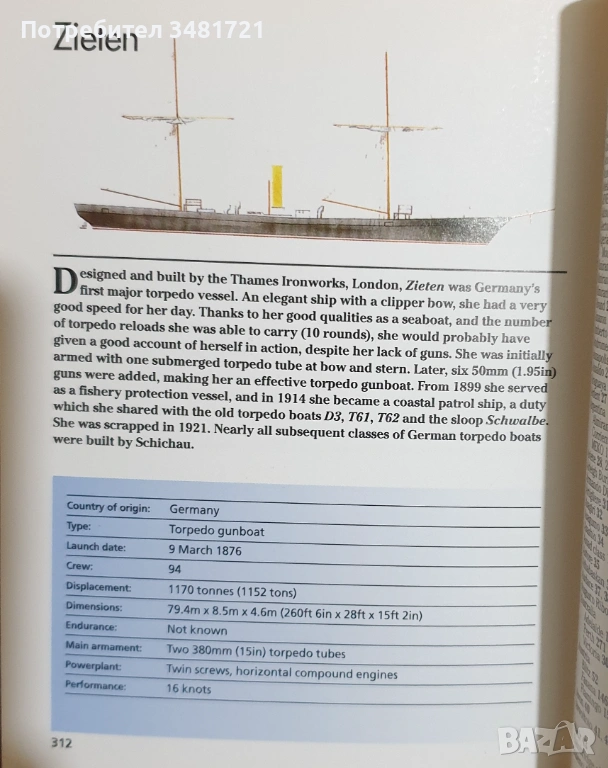 Потребител 3481721
Zieten
Designed and built by the Thames Ironworks, London, Zieten was Germany's
first major torpedo vessel. An elegant ship with a clipper bow, she had a very
good speed for her day. Thanks to her good qualities as a seaboat, and the number
of torpedo reloads she was able to carry (10 rounds), she would probably have
given a good account of herself in action, despite her lack of guns. She was initially
armed with one submerged torpedo tube at bow and stern. Later, six 50mm (1.95in)
guns were added, making her an effective torpedo gunboat. From 1899 she served
as a fishery protection vessel, and in 1914 she became a coastal patrol ship, a duty
which she shared with the old torpedo boats D3, T61, T62 and the sloop Schwalbe.
She was scrapped in 1921. Nearly all subsequent classes of German torpedo boats
were built by Schichau.
Country of origin: Germany
Type: Torpedo gunboat
Launch date: 9 March 1876
Crew: 94
Displacement: 1170 tonnes (1152 tons)
Dimensions: 79.4m x 8.5m x 4.6m (260ft 6in x 28ft x 15ft 2in)
Endurance: Not known
Main armament: Two 380mm (15in) torpedo tubes
Powerplant: Twin screws, horizontal compound engines
Performance: 16 knots
312
BAZAR